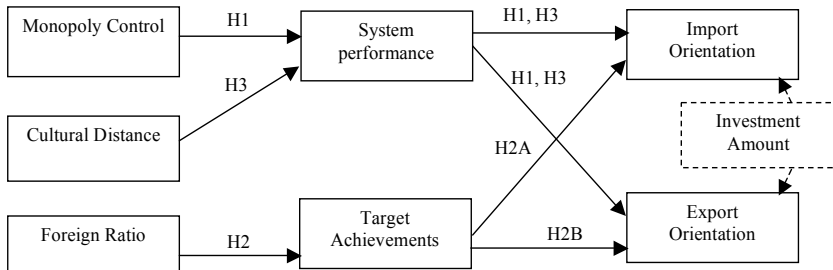 Monopoly Control
H1
System
performance
H1, H3
Import
Orientation
H3
H1, H3
Cultural Distance
Investment
Amount
H2A
Foreign Ratio
H2
Target
Achievements
H2B
Export
Orientation